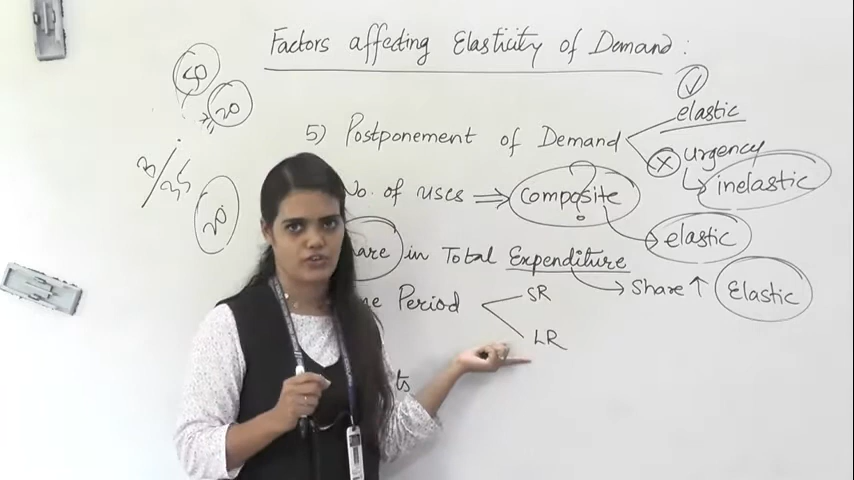 Factors affecting Elasticity of Demand :
50
20
5) Postponement of Demand
elastic
urgency
inelastic
No. of uses ⇒ composite
?
elastic
20
in Total Expenditure
Share ↑ Elastic
Period
SR
LR